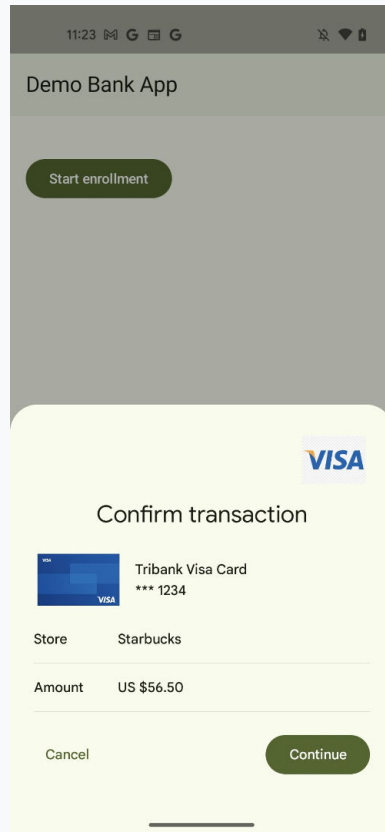 11:23 M G G
Demo Bank App
Start enrollment
VISA
Confirm transaction
VISA
Tribank Visa Card
*** 1234
VISA
Store Starbucks
Amount US $56.50
Cancel Continue